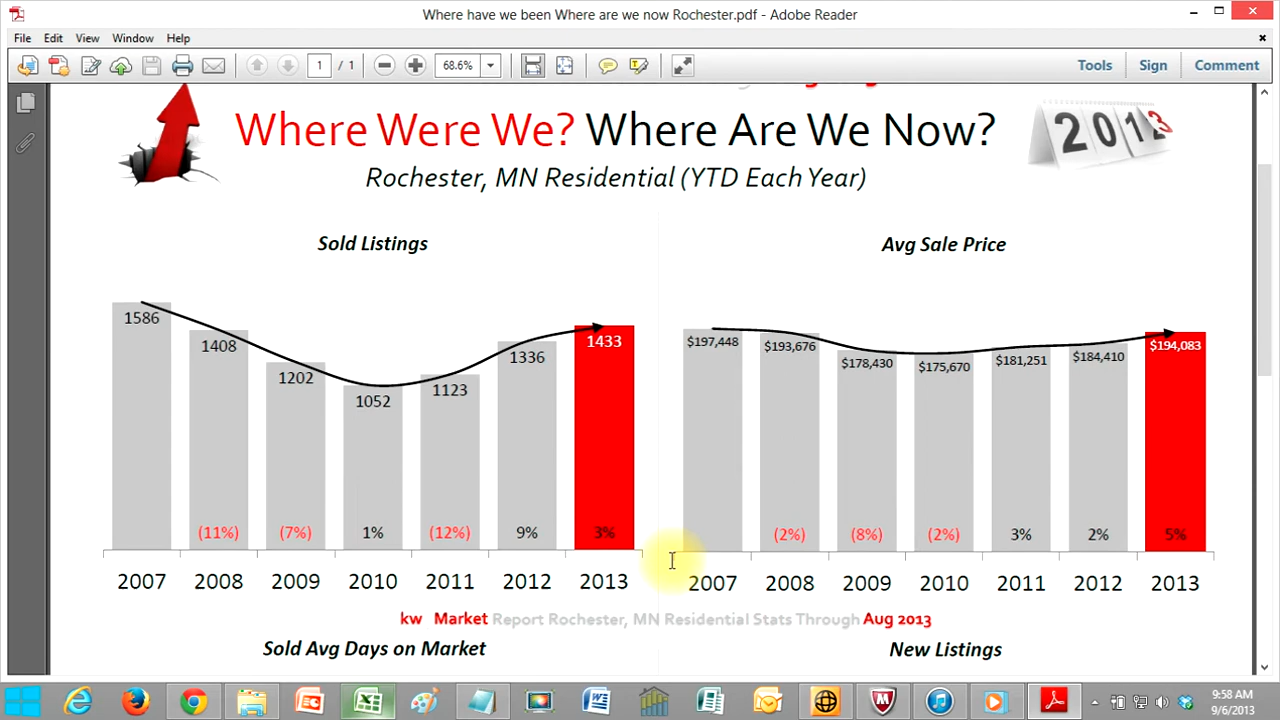 Where have we been Where are we now Rochester.pdf - Adobe Reader
File Edit View Window Help
1 / 1 68.6% Tools Sign Comment
Where Were We? Where Are We Now?
2013
Rochester, MN Residential (YTD Each Year)
Sold Listings
1586 1408 1202 1052 1123 1336 1433
(11%) (7%) 1% (12%) 9% 3%
2007 2008 2009 2010 2011 2012 2013
Avg Sale Price
$197,448 $193,676 $178,430 $175,670 $181,251 $184,410 $194,083
(2%) (8%) (2%) 3% 2% 5%
2007 2008 2009 2010 2011 2012 2013
kw Market Report Rochester, MN Residential Stats Through Aug 2013
Sold Avg Days on Market
New Listings
9:58 AM
9/6/2013